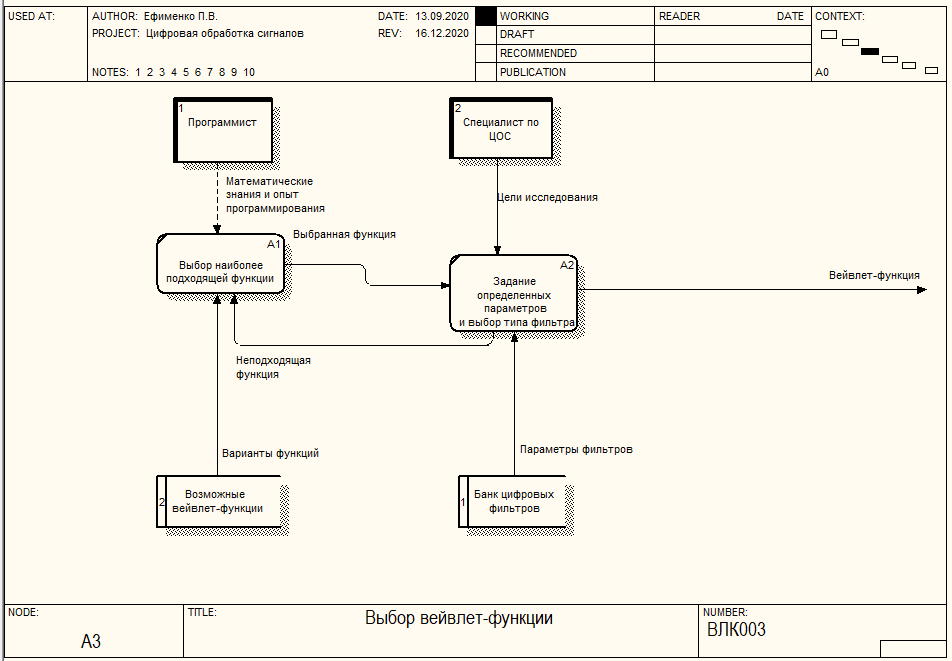 USED AT:
AUTHOR: Ефименко П.В.
DATE: 13.09.2020
PROJECT: Цифровая обработка сигналов
REV: 16.12.2020
NOTES: 1 2 3 4 5 6 7 8 9 10
WORKING
DRAFT
RECOMMENDED
PUBLICATION
READER
DATE
CONTEXT:
A0
1
Программист
2
Специалист по
ЦОС
Математические
знания и опыт
программирования
Цели исследования
Выбранная функция
A1
Выбор наиболее
подходящей функции
A2
Задание
определенных
параметров
и выбор типа фильтра
Вейвлет-функция
Неподходящая
функция
Варианты функций
Параметры фильтров
2
Возможные
вейвлет-функции
1
Банк цифровых
фильтров
NODE:
A3
TITLE:
Выбор вейвлет-функции
NUMBER:
ВЛК003